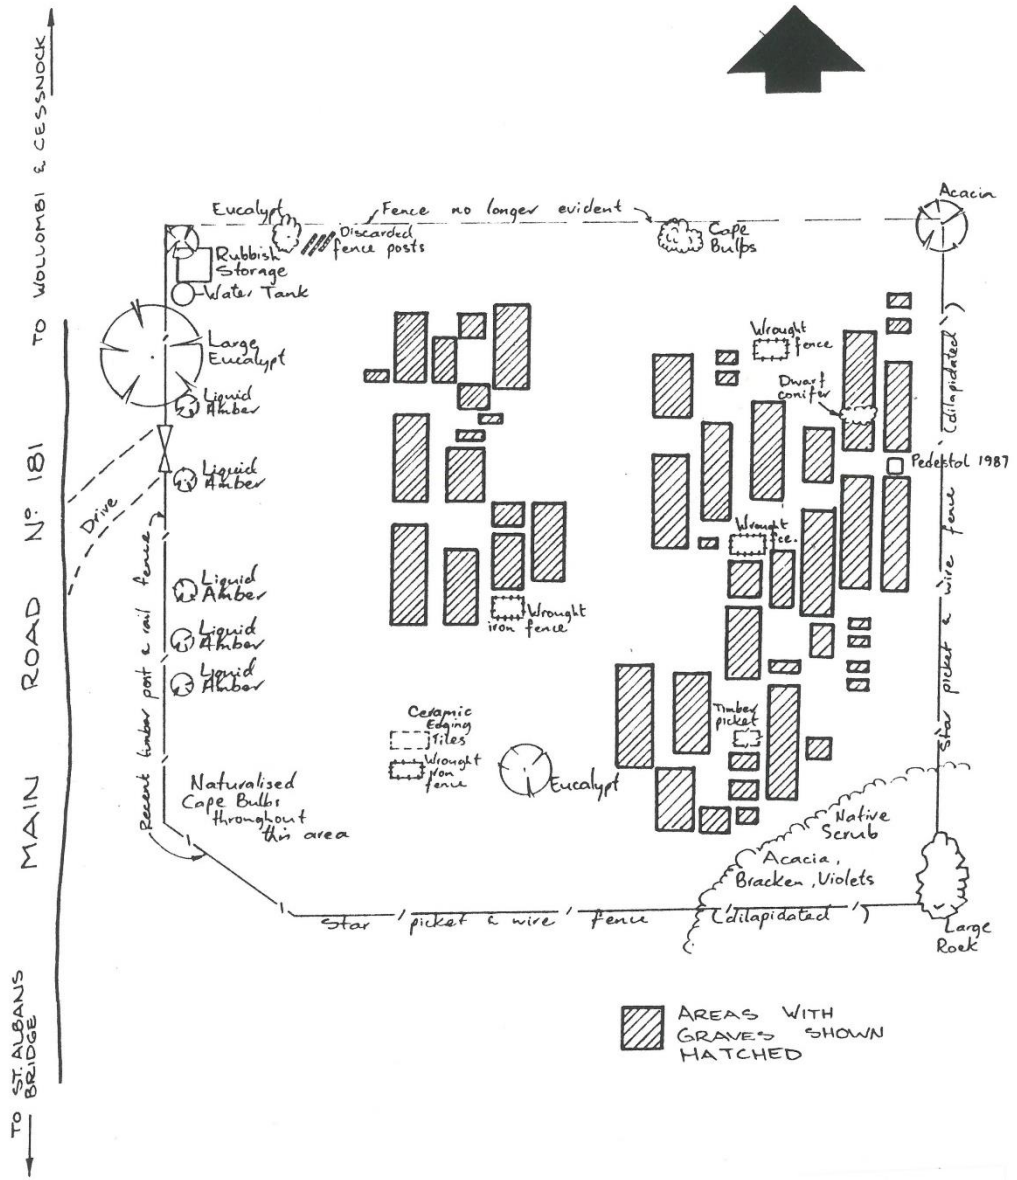 TO WOLLOMBI & CESSNOCK
MAIN ROAD Nº 181
TO ST. ALBANS
BRIDGE
Eucalypt
Fence no longer evident
Acacia
Discarded
fence posts
Cape
Bulbs
Rubbish
Storage
Water Tank
Large
Eucalypt
Liquid
Amber
Drive
Liquid
Amber
Recent timber post & rail fence
Liquid
Amber
Liquid
Amber
Liquid
Amber
Wrought
fence
Dwarf
conifer
Pedestal 1987
Wrought
fce.
Wrought
iron fence
Star picket & wire fence (dilapidated)
Ceramic
Edging
Tiles
Wrought
iron
fence
Timber
picket
Eucalypt
Naturalised
Cape Bulbs
throughout
this area
Native
Scrub
Acacia,
Bracken, Violets
Star picket & wire fence (dilapidated)
Large
Rock
AREAS WITH
GRAVES SHOWN
HATCHED